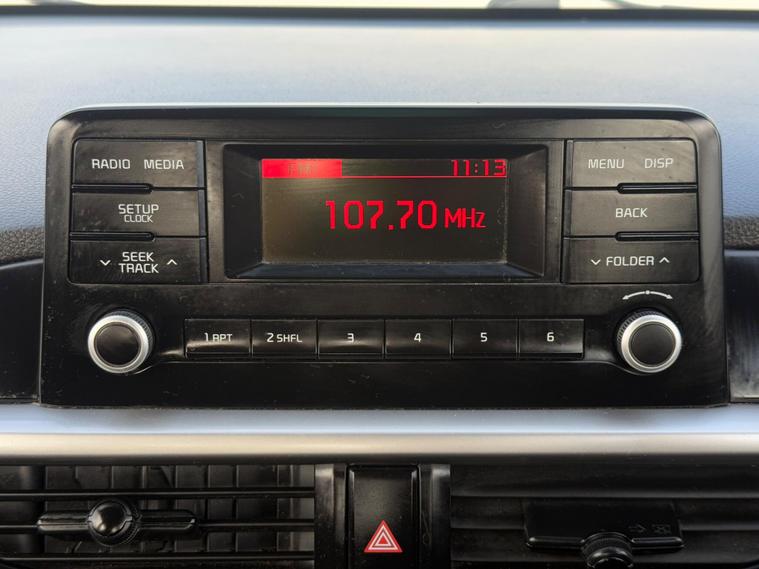 RADIO MEDIA
SETUP
CLOCK
SEEK
TRACK
FM 11:13
107.70 MHz
MENU DISP
BACK
FOLDER
1 RPT 2 SHFL 3 4 5 6